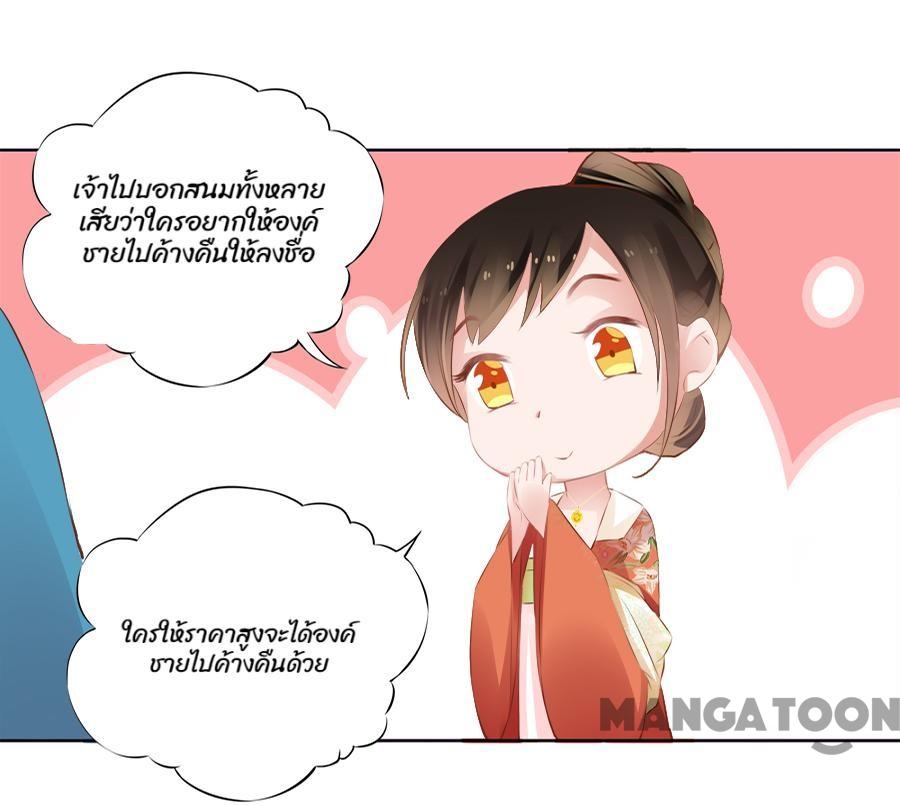 เจ้าไปบอกสนมทั้งหลาย
เสียว่าใครอยากให้องค์
ชายไปค้างคืนให้ลงชื่อ
ใครให้ราคาสูงจะได้องค์
ชายไปค้างคืนด้วย
MANGATOON